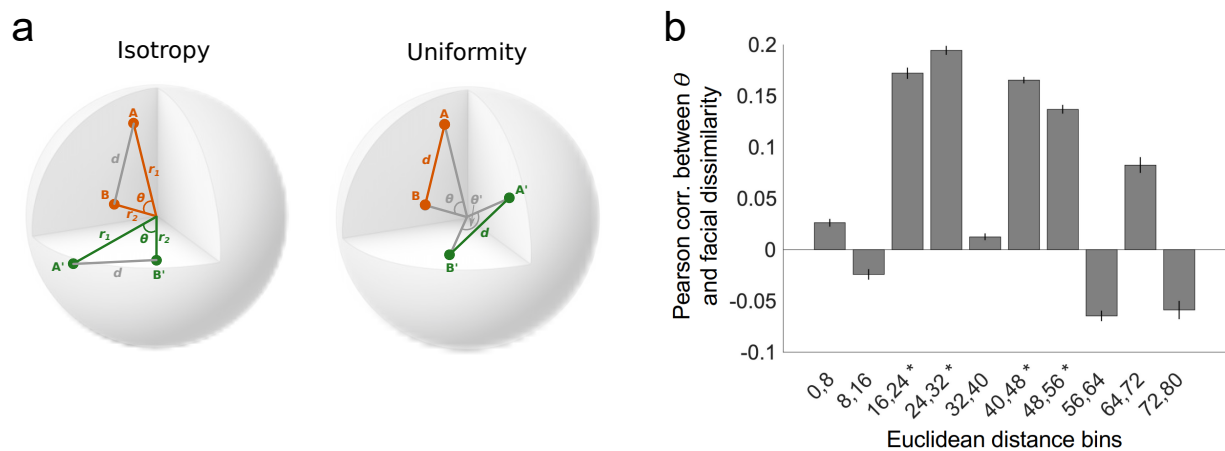 a
Isotropy
A
d
r₁
B
θ
r₂
r₁
θ
r₂
A'
B'
d
Uniformity
A
d
B
θ
θ'
A'
d
B'
b
Pearson corr. between θ
and facial dissimilarity
0.2
0.15
0.1
0.05
0
-0.05
-0.1
0,8
8,16
16,24 *
24,32 *
32,40
40,48 *
48,56 *
56,64
64,72
72,80
Euclidean distance bins